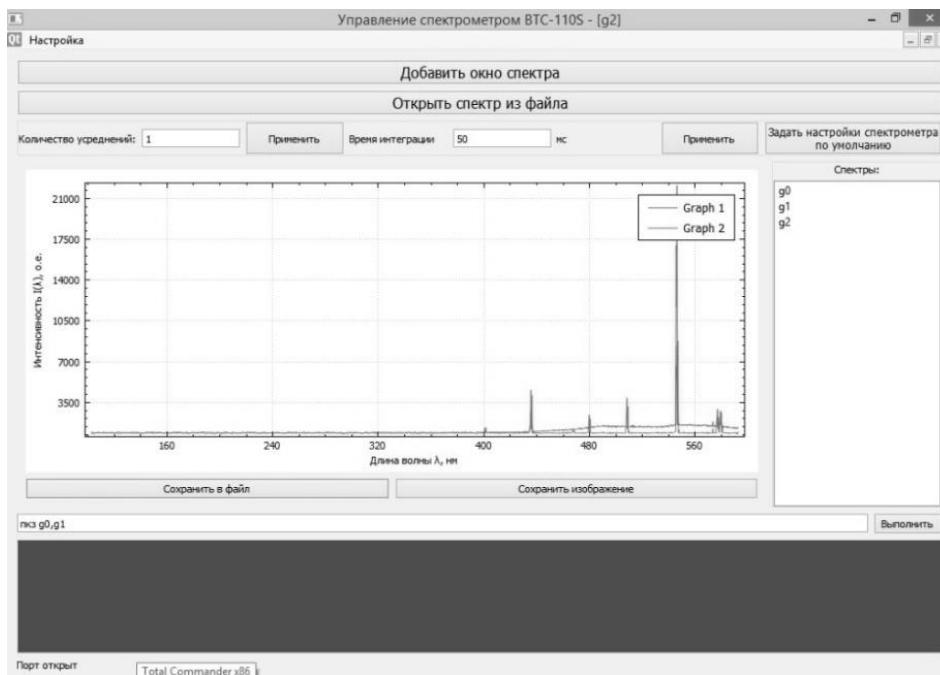 Управление спектрометром BTC-110S - [g2]
Qt Настройка
Добавить окно спектра
Открыть спектр из файла
Количество усреднений: 1 Применить Время интеграции 50 мс Применить Задать настройки спектрометра
по умолчанию
Спектры:
g0
g1
g2
Graph 1
Graph 2
21000
17500
14000
10500
7000
3500
Интенсивность I(λ), о.е.
160 240 320 400 480 560
Длина волны λ, нм
Сохранить в файл Сохранить изображение
пкз g0,g1 Выполнить
Порт открыт
Total Commander x86